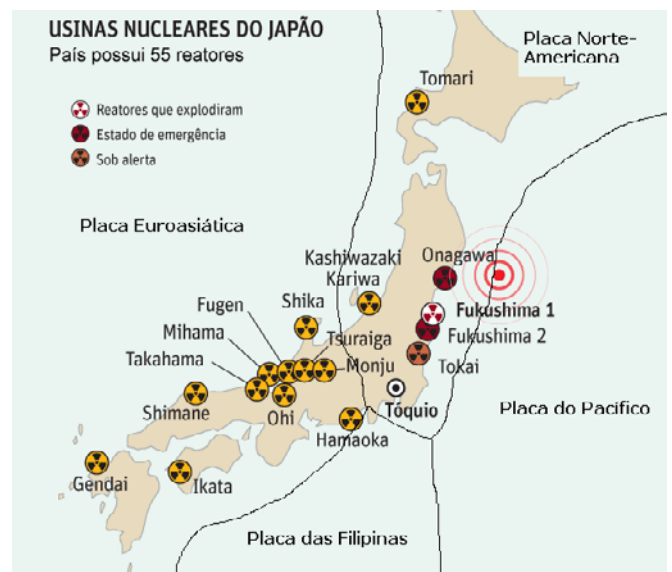 USINAS NUCLEARES DO JAPÃO
País possui 55 reatores
Reatores que explodiram
Estado de emergência
Sob alerta
Placa Norte-
Americana
Tomari
Placa Euroasiática
Kashiwazaki
Kariwa
Onagawa
Fukushima 1
Fukushima 2
Tokai
Tóquio
Placa do Pacífico
Shika
Fugen
Tsuraiga
Mihama
Monju
Takahama
Shimane
Ohi
Hamaoka
Gendai
Ikata
Placa das Filipinas